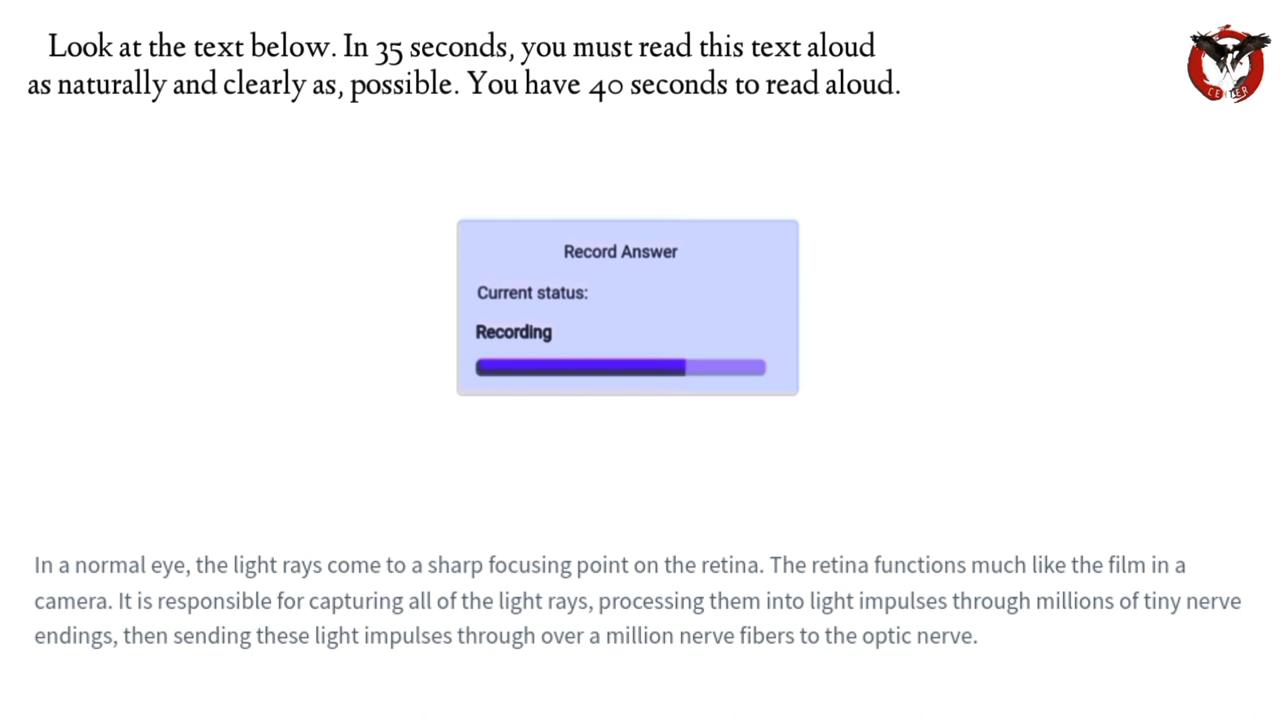 Look at the text below. In 35 seconds, you must read this text aloud
as naturally and clearly as, possible. You have 40 seconds to read aloud.
CENTER
Record Answer
Current status:
Recording
In a normal eye, the light rays come to a sharp focusing point on the retina. The retina functions much like the film in a
camera. It is responsible for capturing all of the light rays, processing them into light impulses through millions of tiny nerve
endings, then sending these light impulses through over a million nerve fibers to the optic nerve.